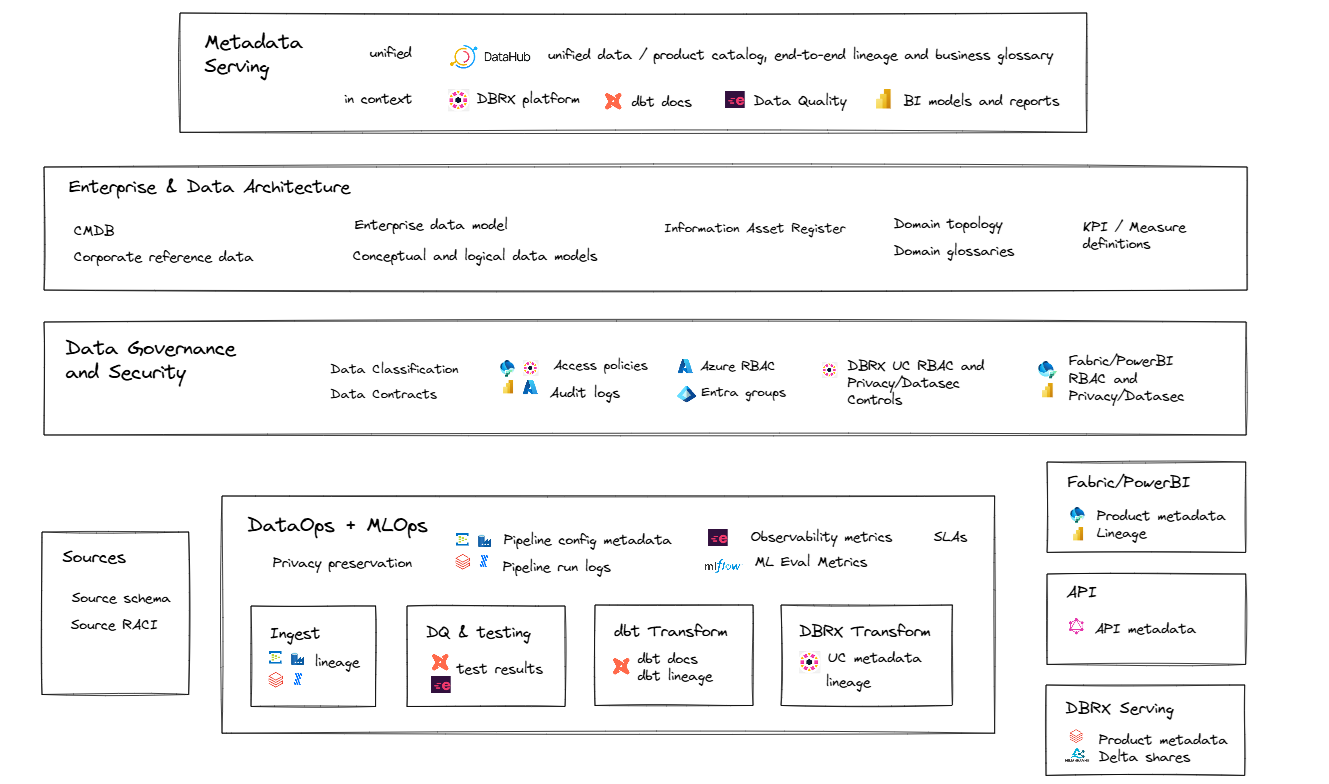 Metadata
Serving
unified
DataHub
unified data / product catalog, end-to-end lineage and business glossary
in context
DBRX platform
dbt docs
Data Quality
BI models and reports
Enterprise & Data Architecture
CMDB
Corporate reference data
Enterprise data model
Conceptual and logical data models
Information Asset Register
Domain topology
Domain glossaries
KPI / Measure
definitions
Data Governance
and Security
Data Classification
Data Contracts
Access policies
Audit logs
Azure RBAC
Entra groups
DBRX UC RBAC and
Privacy/Datasec
Controls
Fabric/PowerBI
RBAC and
Privacy/Datasec
Sources
Source schema
Source RACI
DataOps + MLOps
Privacy preservation
Pipeline config metadata
Pipeline run logs
Observability metrics
mlflow
ML Eval Metrics
SLAs
Ingest
lineage
DQ & testing
test results
dbt Transform
dbt docs
dbt lineage
DBRX Transform
UC metadata
lineage
Fabric/PowerBI
Product metadata
Lineage
API
API metadata
DBRX Serving
Product metadata
Delta shares